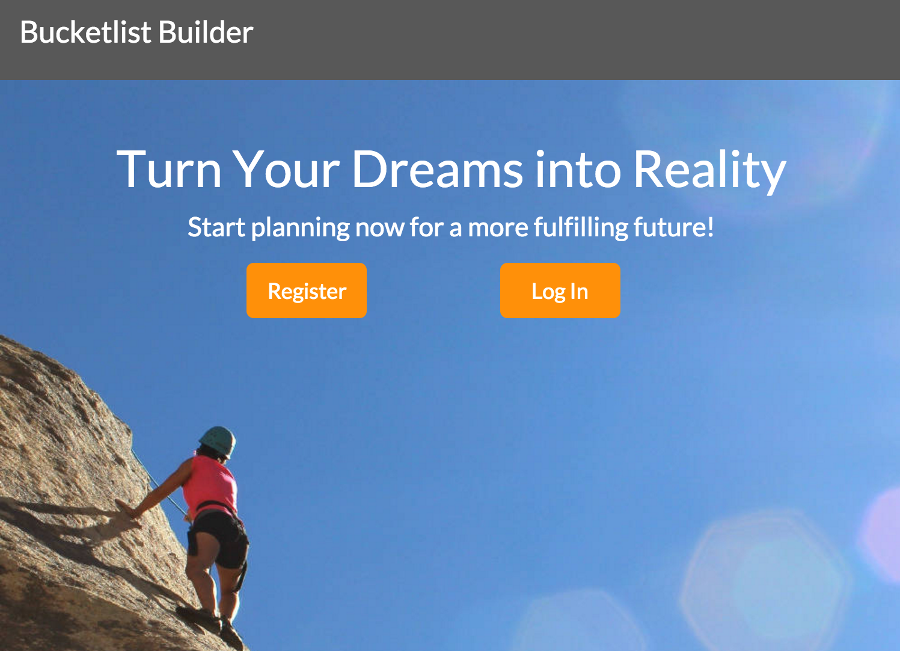 Bucketlist Builder
Turn Your Dreams into Reality
Start planning now for a more fulfilling future!
Register
Log In